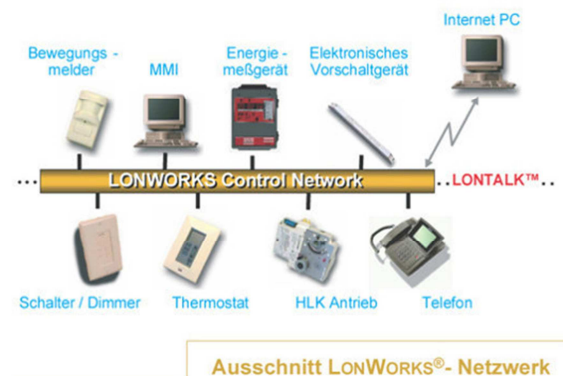 Internet PC
Bewegungs -
melder
MMI
Energie -
meßgerät
Elektronisches
Vorschaltgerät
... LONWORKS Control Network ..LONTALK™..
Schalter / Dimmer
Thermostat
HLK Antrieb
Telefon
Ausschnitt LONWORKS®- Netzwerk